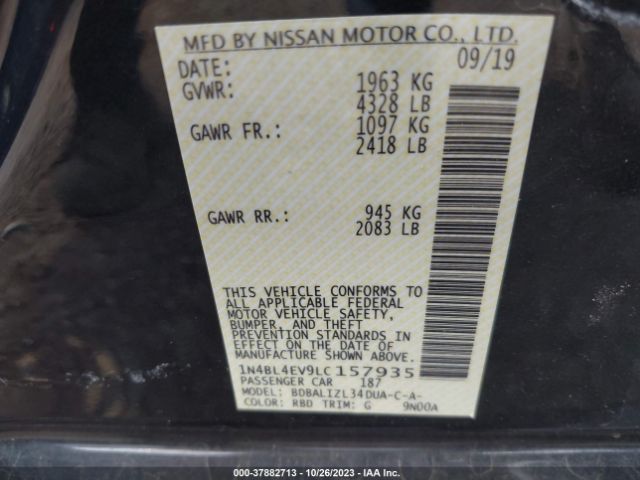 MFD BY NISSAN MOTOR CO., LTD.
DATE: 09/19
GVWR: 1963 KG
4328 LB
GAWR FR.: 1097 KG
2418 LB
GAWR RR.: 945 KG
2083 LB
THIS VEHICLE CONFORMS TO
ALL APPLICABLE FEDERAL
MOTOR VEHICLE SAFETY,
BUMPER, AND THEFT
PREVENTION STANDARDS IN
EFFECT ON THE DATE OF
MANUFACTURE SHOWN ABOVE.
1N4BL4EV9LC157935
PASSENGER CAR 187
MODEL: BDBALIZL34DUA-C-A-
COLOR: RBD TRIM: G 9N00A
000-37882713 - 10/26/2023 - IAA Inc.